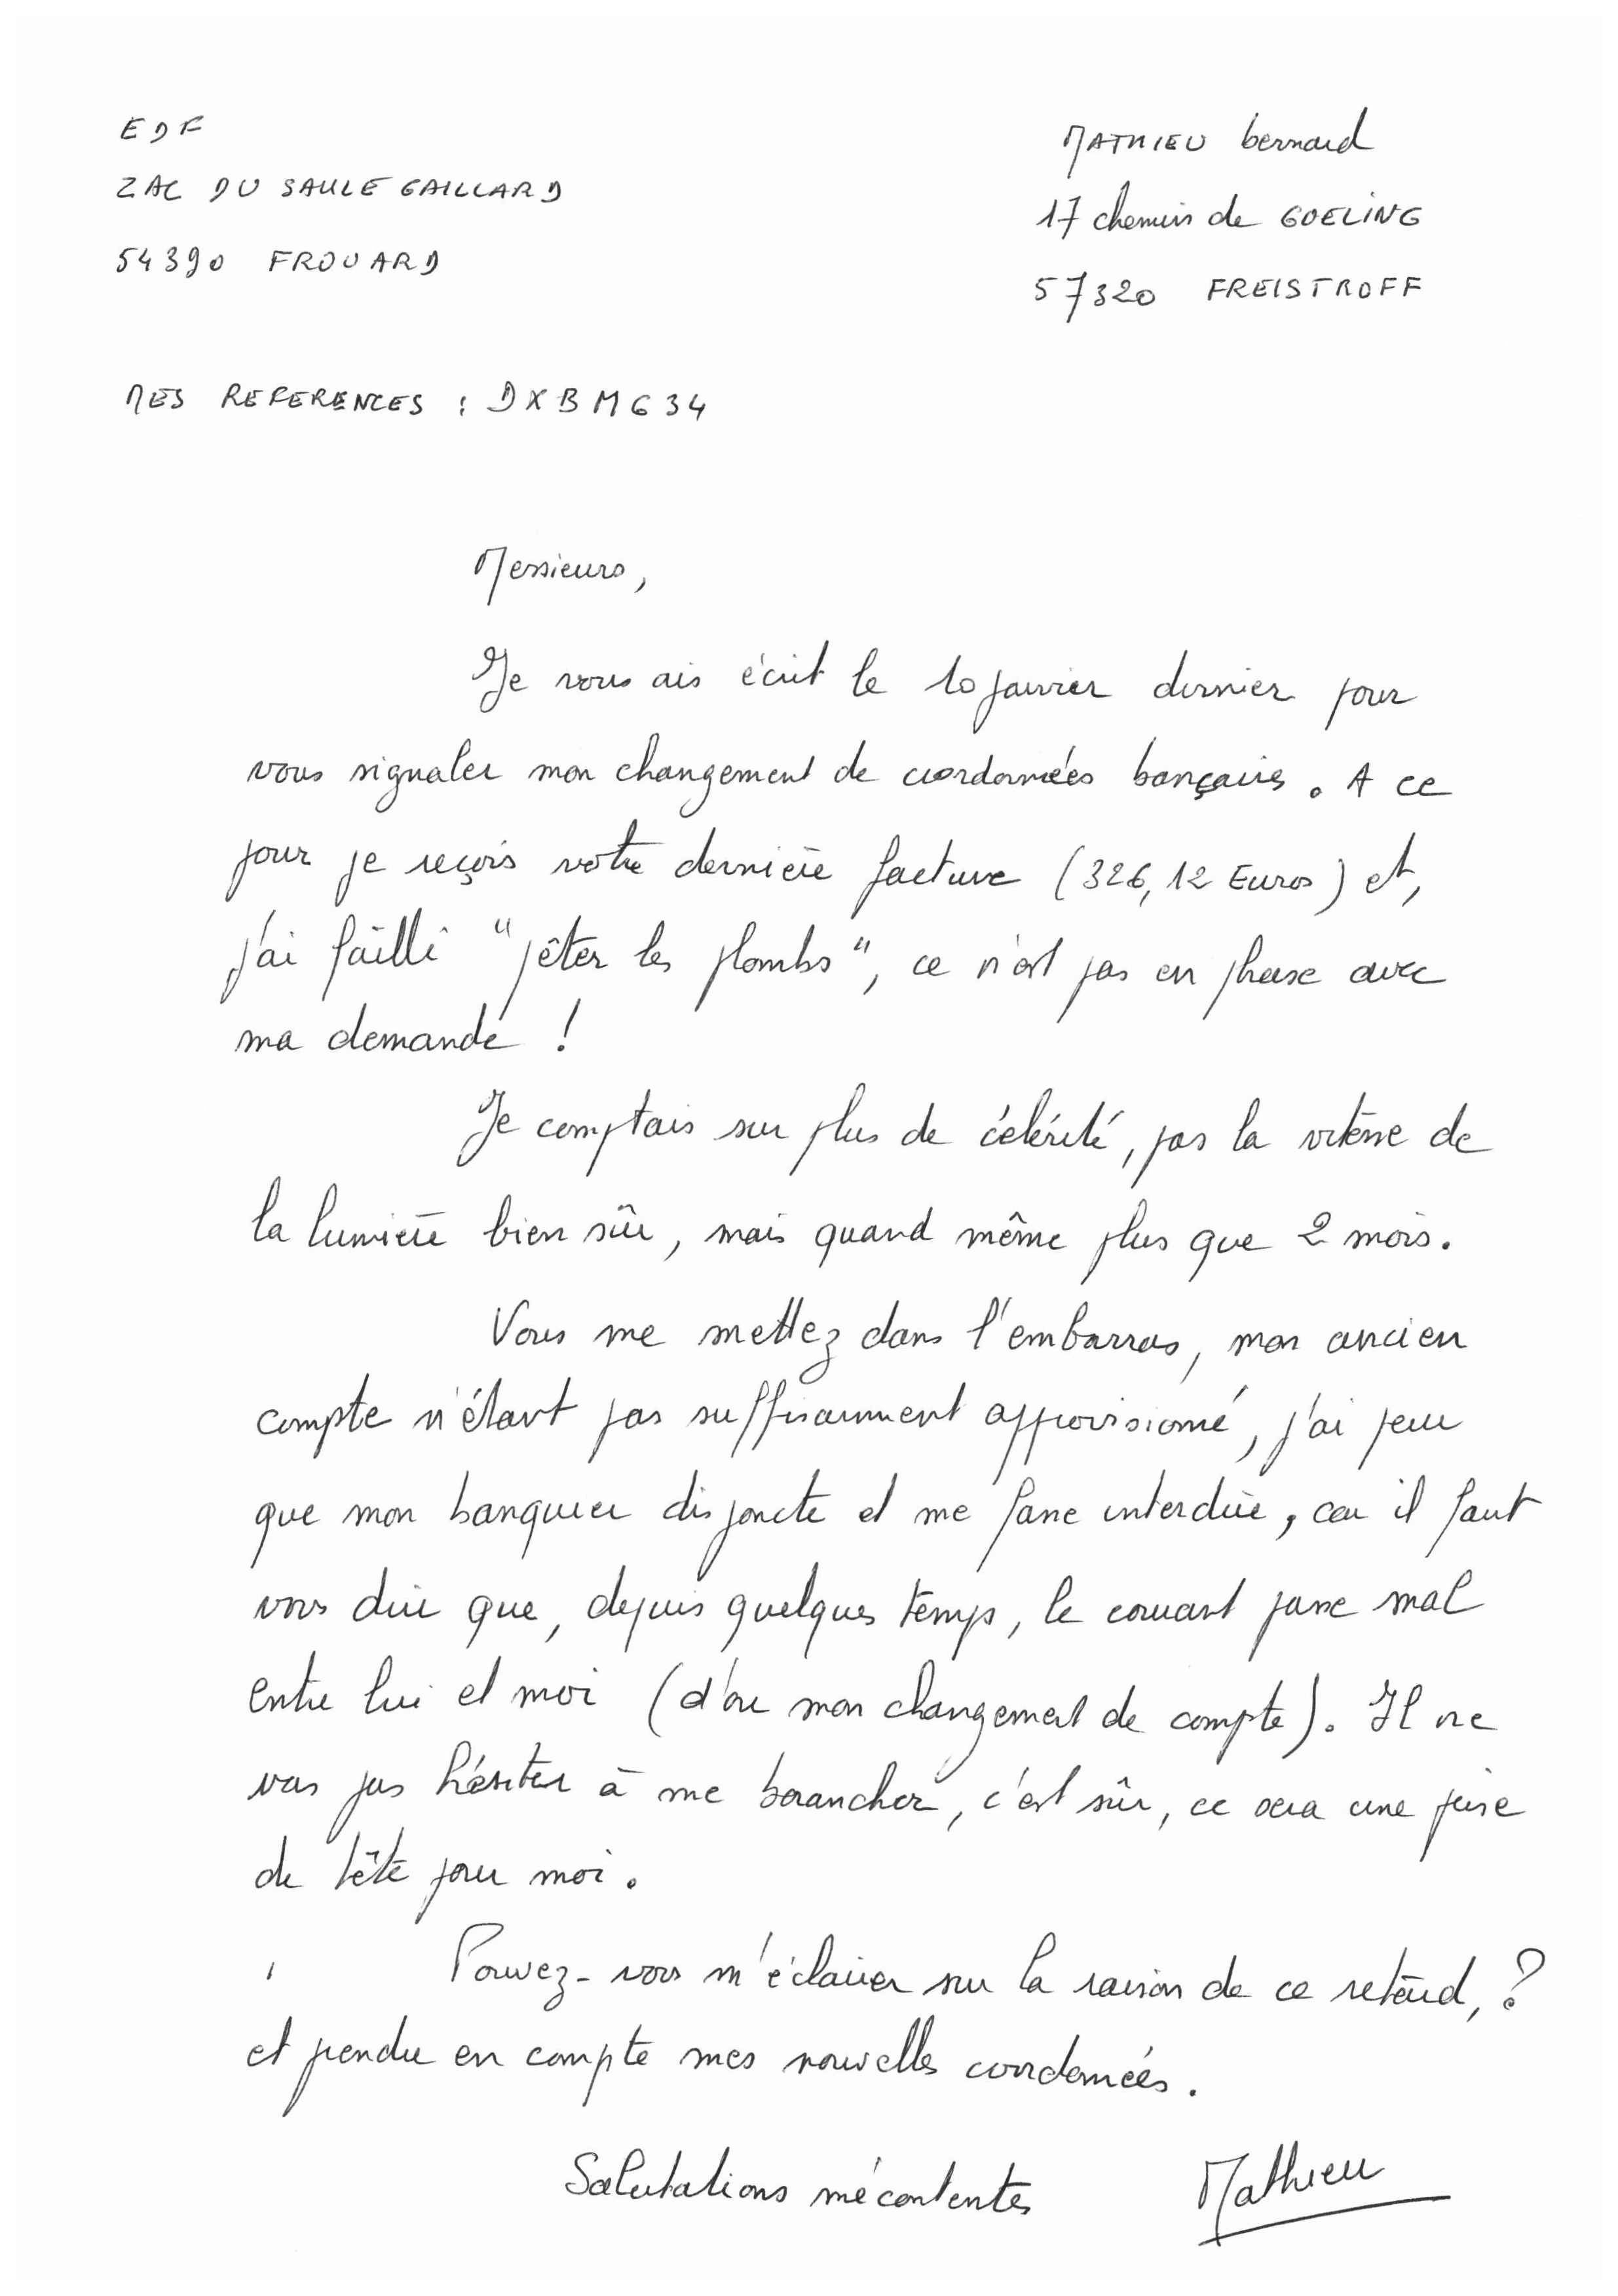 EDF
ZAC DU SAULE GAILLARD
54390 FROUARD
MATHIEU bernard
17 chemin de GOELING
57320 FREISTROFF
MES REFERENCES : DXBMG34
Messieurs,
Je vous ais écrit le 10 janvier dernier pour
vous signaler mon changement de coordonnées bançaires. A ce
jour je reçois votre dernière facture (326,12 Euros) et,
j'ai failli "pêter les plombs", ce n'est pas en phase avec
ma demande !
Je comptais sur plus de célérité, pas la vitesse de
la lumière bien sûr, mais quand même plus que 2 mois.
Vous me mettez dans l'embarras, mon ancien
compte n'étant pas suffisamment approvisionné, j'ai peur
que mon banquier disjoncte et me fasse interdire, car il faut
vous dire que, depuis quelques temps, le courant passe mal
entre lui et moi (d'ou mon changement de compte). Il ne
vas pas hésiter à me brancher, c'est sûr, ce sera une prise
de tête pour moi.
Pouvez-vous m'éclairer sur la raison de ce retard, ?
et prendre en compte mes nouvelles coordonnées.
Salutations mécontentes
Mathieu